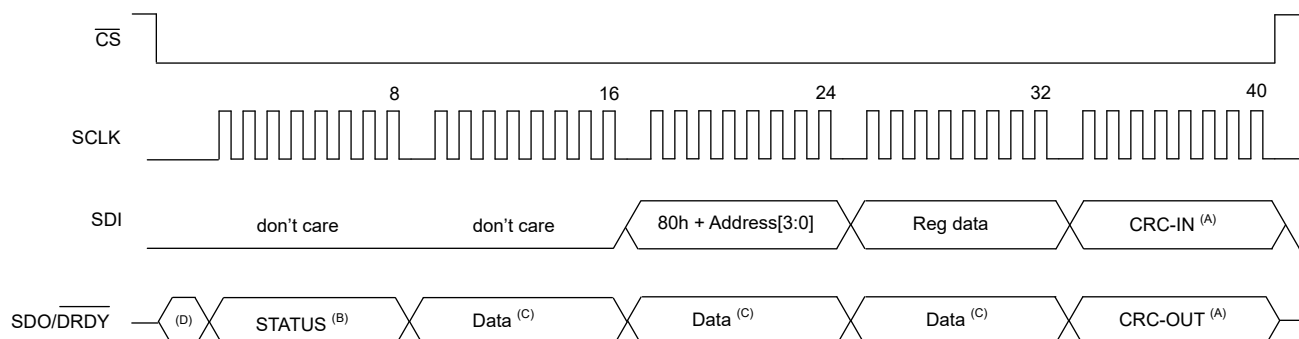 CS
8 16 24 32 40
SCLK
SDI don't care don't care 80h + Address[3:0] Reg data CRC-IN (A)
SDO/DRDY (D) STATUS (B) Data (C) Data (C) Data (C) CRC-OUT (A)